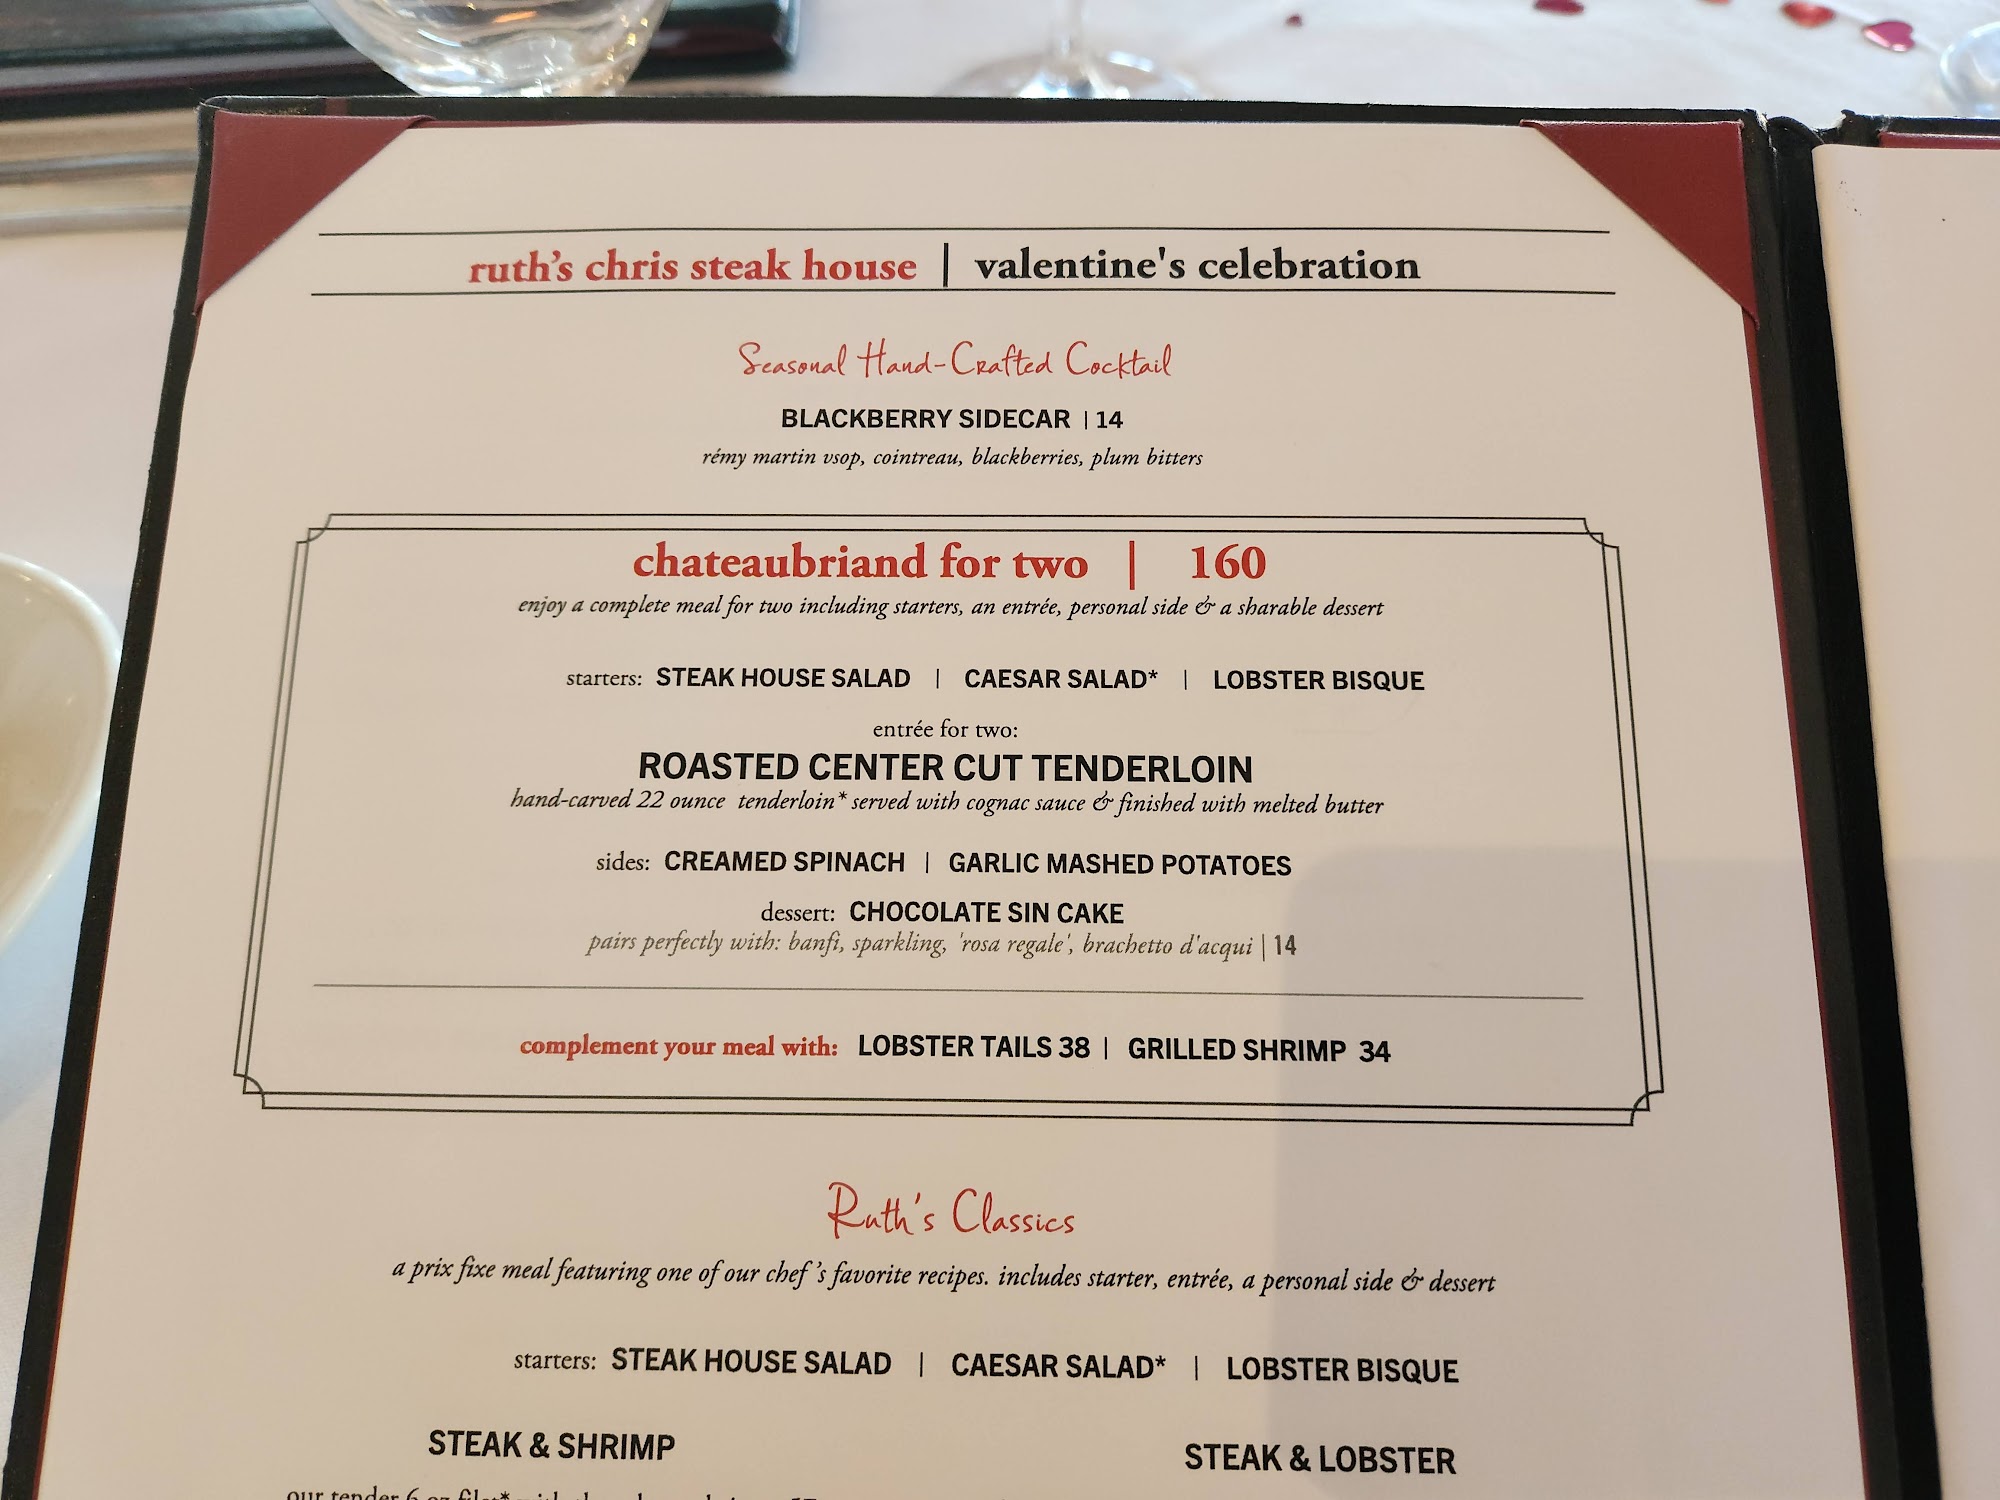 ruth's chris steak house | valentine's celebration
Seasonal Hand-Crafted Cocktail
BLACKBERRY SIDECAR | 14
rémy martin vsop, cointreau, blackberries, plum bitters
chateaubriand for two | 160
enjoy a complete meal for two including starters, an entrée, personal side & a sharable dessert
starters: STEAK HOUSE SALAD | CAESAR SALAD* | LOBSTER BISQUE
entrée for two:
ROASTED CENTER CUT TENDERLOIN
hand-carved 22 ounce tenderloin* served with cognac sauce & finished with melted butter
sides: CREAMED SPINACH | GARLIC MASHED POTATOES
dessert: CHOCOLATE SIN CAKE
pairs perfectly with: banfi, sparkling, 'rosa regale', brachetto d'acqui | 14
complement your meal with: LOBSTER TAILS 38 | GRILLED SHRIMP 34
Ruth's Classics
a prix fixe meal featuring one of our chef's favorite recipes. includes starter, entrée, a personal side & dessert
starters: STEAK HOUSE SALAD | CAESAR SALAD* | LOBSTER BISQUE
STEAK & SHRIMP
STEAK & LOBSTER
our tender 6 oz filet*